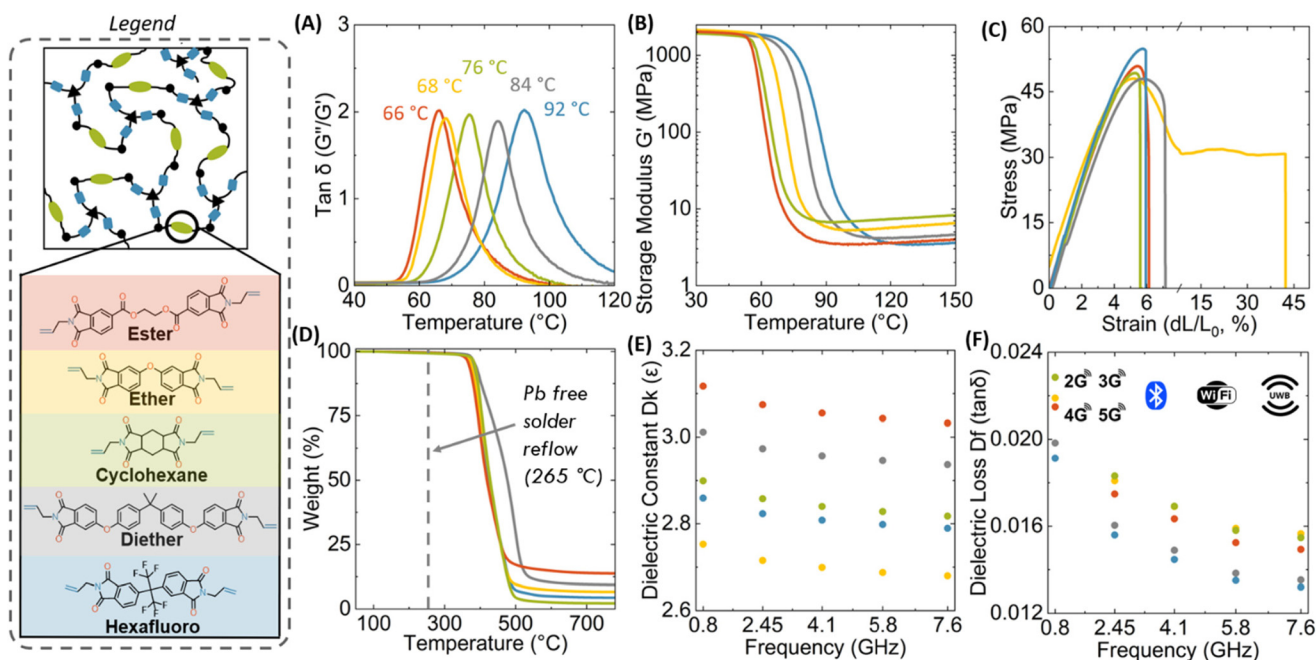 Legend
O O O O O O
N N
O O
Ester
O O O
N N
O O
Ether
O O
N N
O O
Cyclohexane
O O
N O O N
O O
Diether
O F F F O
N N
O F F F O
Hexafluoro
(A)
Tan δ (G"/G')
3
2
1
0
76 °C
68 °C
84 °C
66 °C
92 °C
40 60 80 100 120
Temperature (°C)
(B)
Storage Modulus G' (MPa)
1000
100
10
1
30 60 90 120 150
Temperature (°C)
(C)
Stress (MPa)
60
45
30
15
0
0 2 4 6 15 30 45
Strain (dL/L0, %)
(D)
Weight (%)
100
75
50
25
0
Pb free
solder
reflow
(265 °C)
100 300 500 700
Temperature (°C)
(E)
Dielectric Constant Dk (ε)
3.2
3.0
2.8
2.6
0.8 2.45 4.1 5.8 7.6
Frequency (GHz)
(F)
Dielectric Loss Df (tanδ)
0.024
0.020
0.016
0.012
2G 3G
4G 5G
Wi Fi
UWB
0.8 2.45 4.1 5.8 7.6
Frequency (GHz)